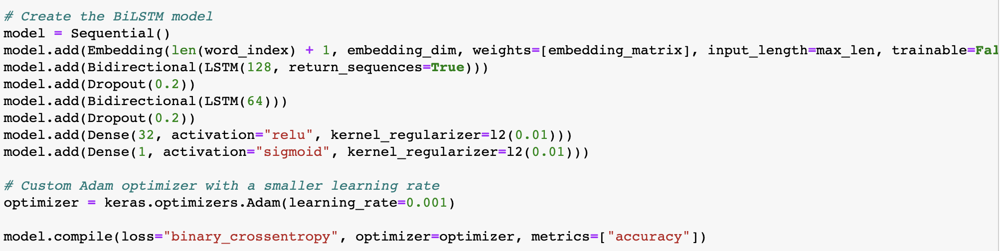 # Create the BiLSTM model
model = Sequential()
model.add(Embedding(len(word_index) + 1, embedding_dim, weights=[embedding_matrix], input_length=max_len, trainable=Fal
model.add(Bidirectional(LSTM(128, return_sequences=True)))
model.add(Dropout(0.2))
model.add(Bidirectional(LSTM(64)))
model.add(Dropout(0.2))
model.add(Dense(32, activation="relu", kernel_regularizer=l2(0.01)))
model.add(Dense(1, activation="sigmoid", kernel_regularizer=l2(0.01)))
# Custom Adam optimizer with a smaller learning rate
optimizer = keras.optimizers.Adam(learning_rate=0.001)
model.compile(loss="binary_crossentropy", optimizer=optimizer, metrics=["accuracy"])